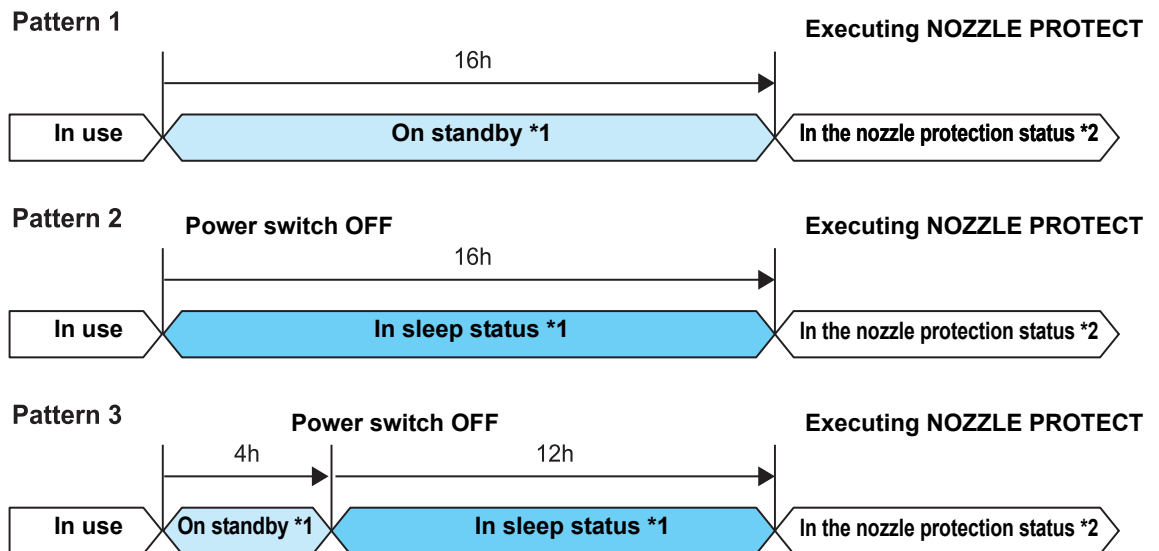 Pattern 1
Executing NOZZLE PROTECT
16h
In use
On standby *1
In the nozzle protection status *2
Pattern 2
Power switch OFF
Executing NOZZLE PROTECT
16h
In use
In sleep status *1
In the nozzle protection status *2
Pattern 3
Power switch OFF
Executing NOZZLE PROTECT
4h
12h
In use
On standby *1
In sleep status *1
In the nozzle protection status *2